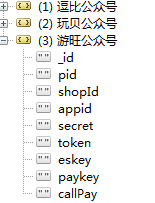 (1) 逗比公众号
(2) 玩贝公众号
(3) 游旺公众号
_id
pid
shopId
appid
secret
token
eskey
paykey
callPay